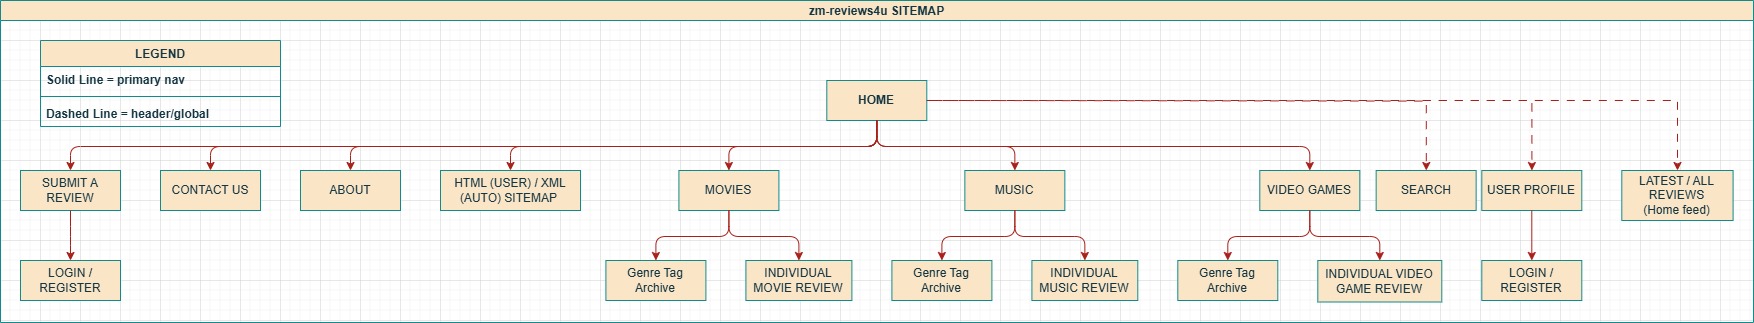 zm-reviews4u SITEMAP
LEGEND
Solid Line = primary nav
Dashed Line = header/global
HOME
SUBMIT A
REVIEW
CONTACT US
ABOUT
HTML (USER) / XML
(AUTO) SITEMAP
MOVIES
MUSIC
VIDEO GAMES
SEARCH
USER PROFILE
LATEST / ALL
REVIEWS
(Home feed)
LOGIN /
REGISTER
Genre Tag
Archive
INDIVIDUAL
MOVIE REVIEW
Genre Tag
Archive
INDIVIDUAL
MUSIC REVIEW
Genre Tag
Archive
INDIVIDUAL VIDEO
GAME REVIEW
LOGIN /
REGISTER